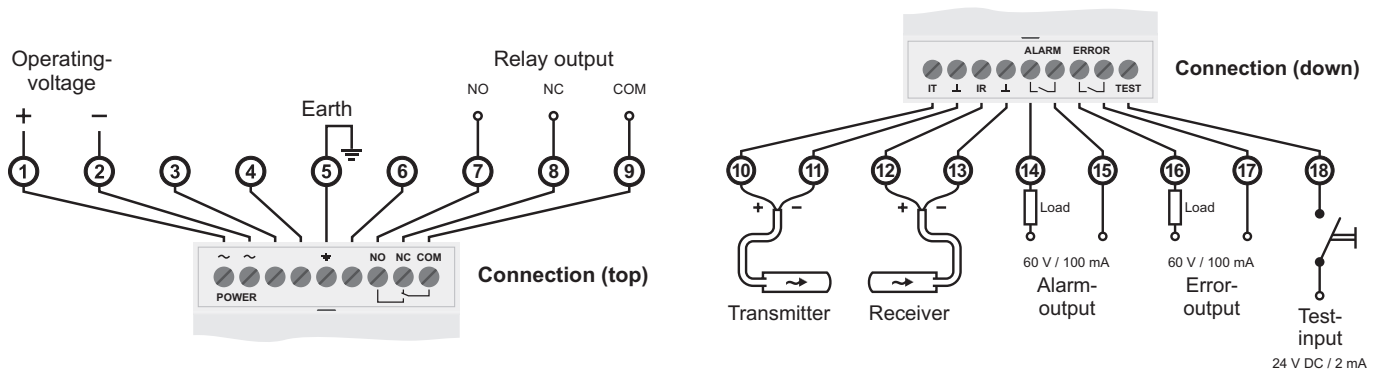 Operating-
voltage
+ −
Relay output
NO NC COM
Earth
1 2 3 4 5 6 7 8 9
~ ~ NO NC COM
POWER
Connection (top)
ALARM ERROR
IT ⊥ IR ⊥ TEST
Connection (down)
10 11 12 13 14 15 16 17 18
+ − + −
Load Load
60 V / 100 mA 60 V / 100 mA
Transmitter
Receiver
Alarm-
output
Error-
output
Test-
input
24 V DC / 2 mA